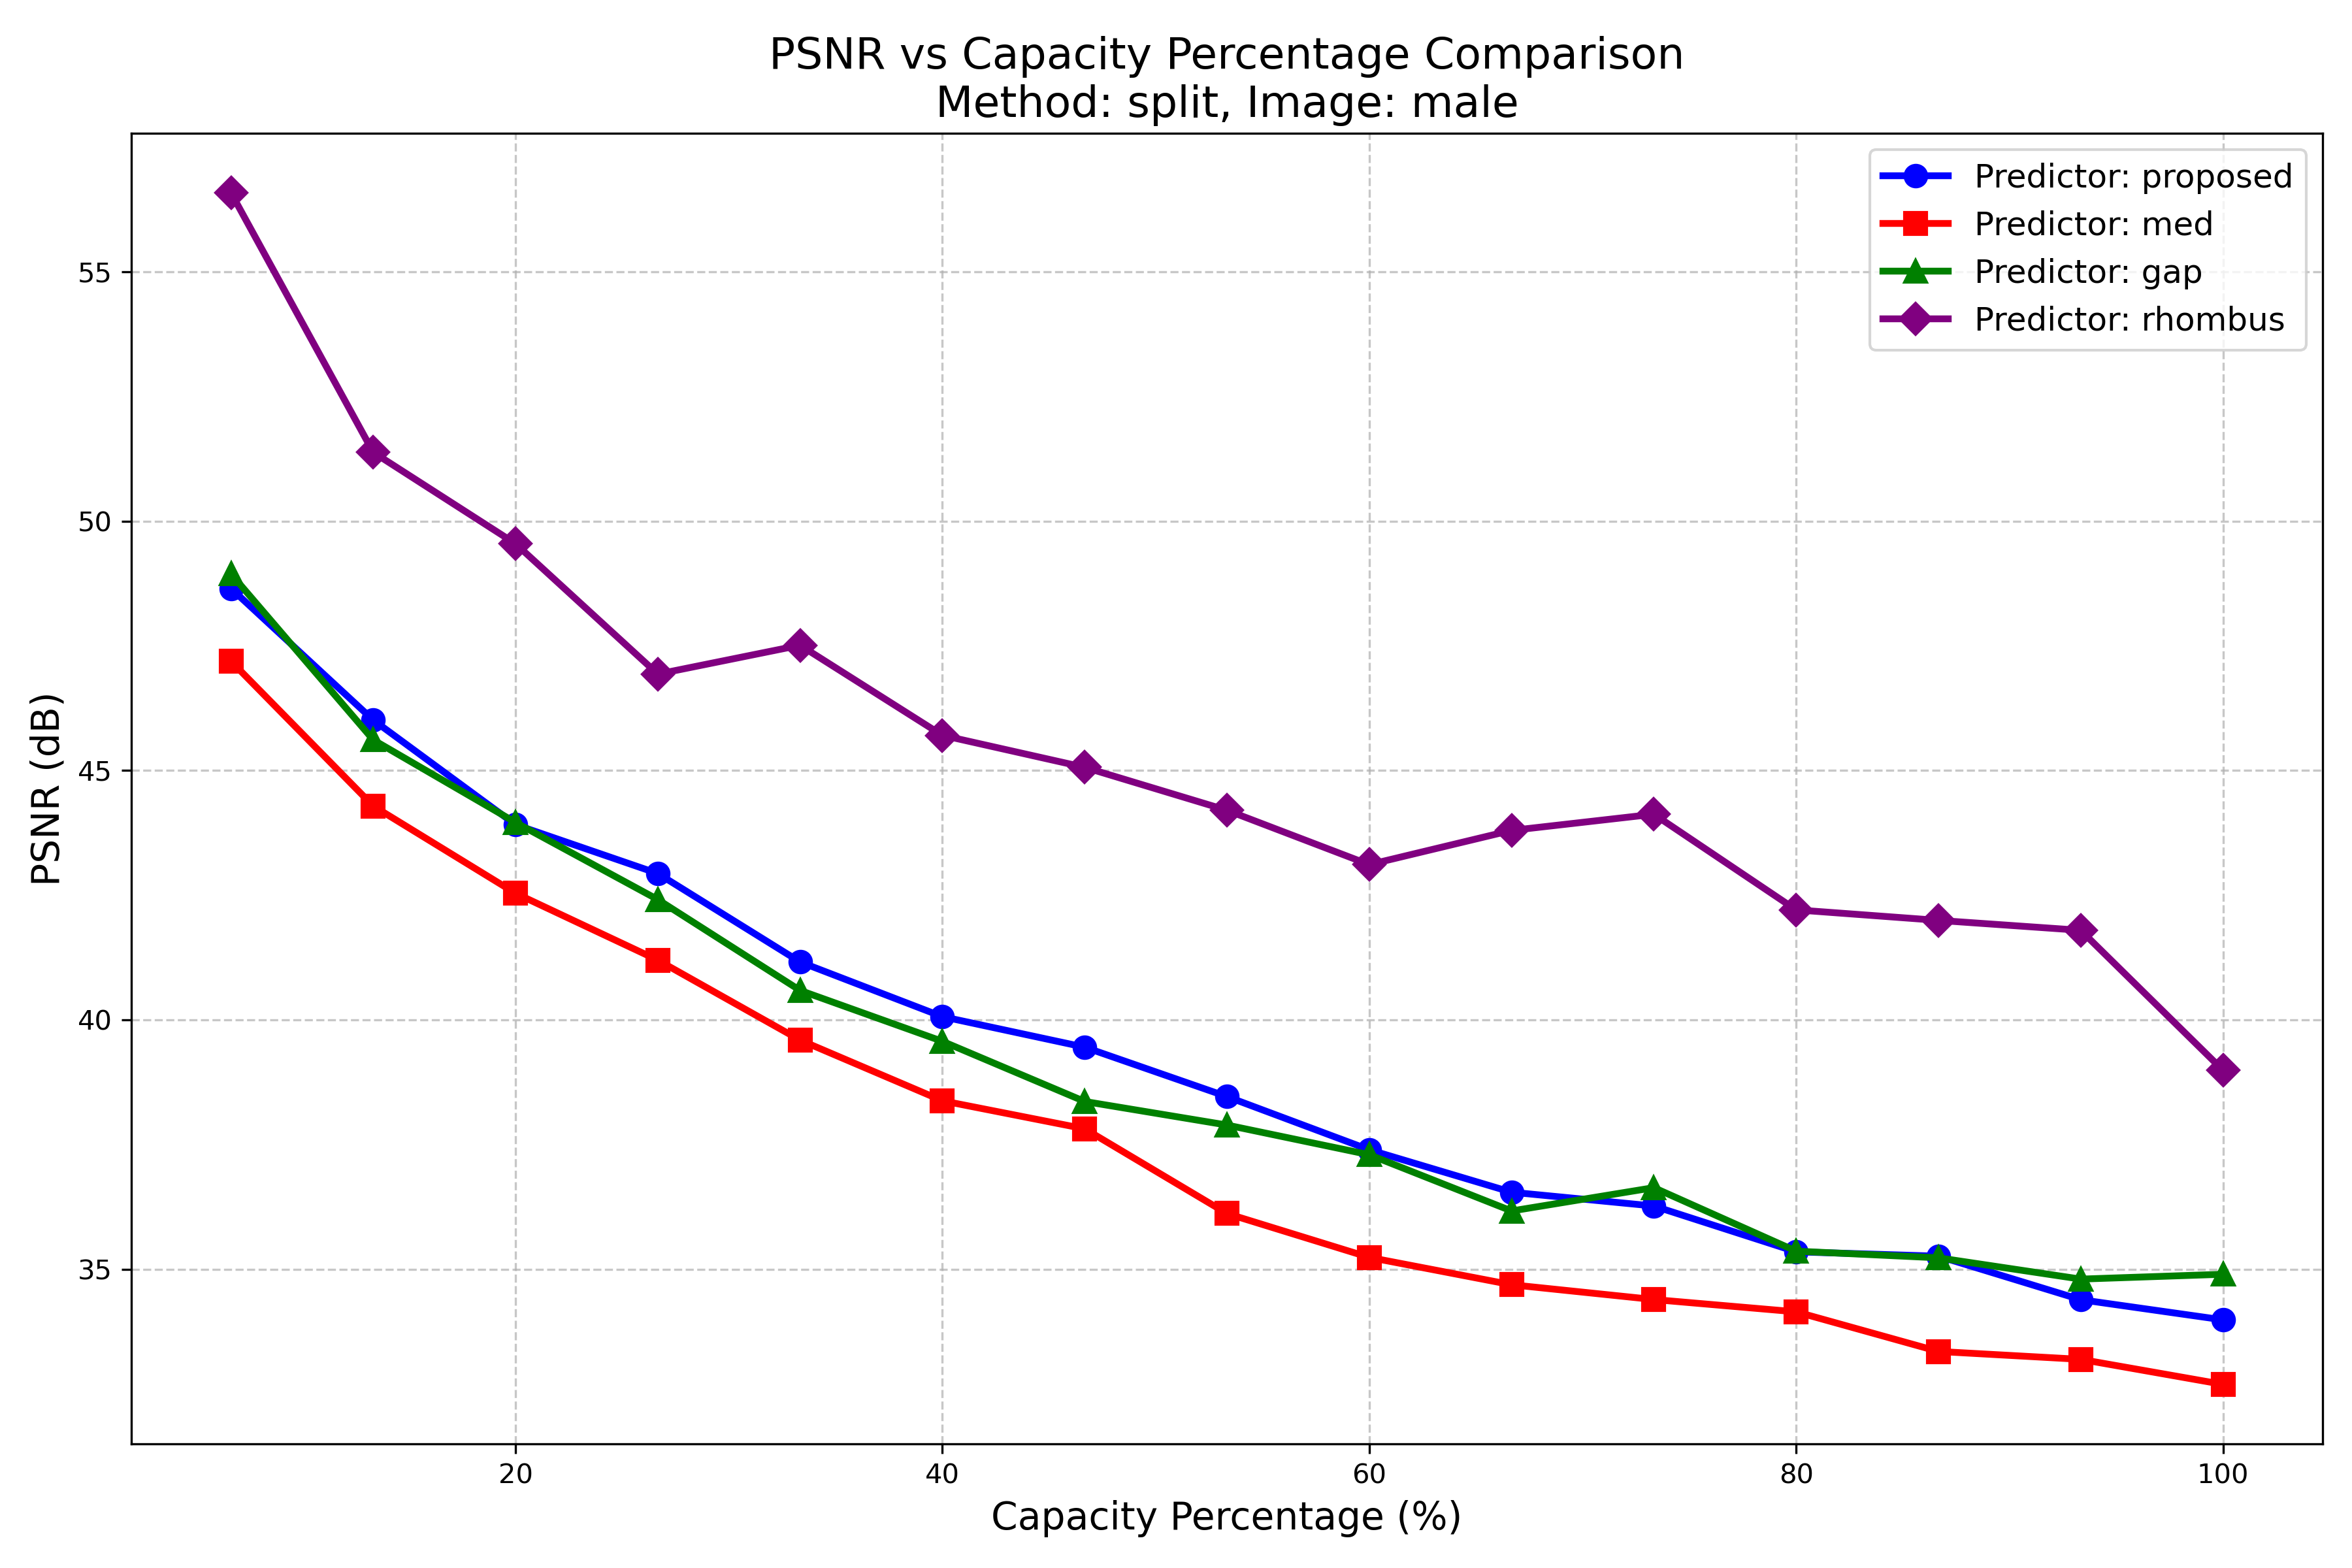 PSNR vs Capacity Percentage Comparison
Method: split, Image: male
Predictor: proposed
Predictor: med
Predictor: gap
Predictor: rhombus
PSNR (dB)
55
50
45
40
35
20 40 60 80 100
Capacity Percentage (%)